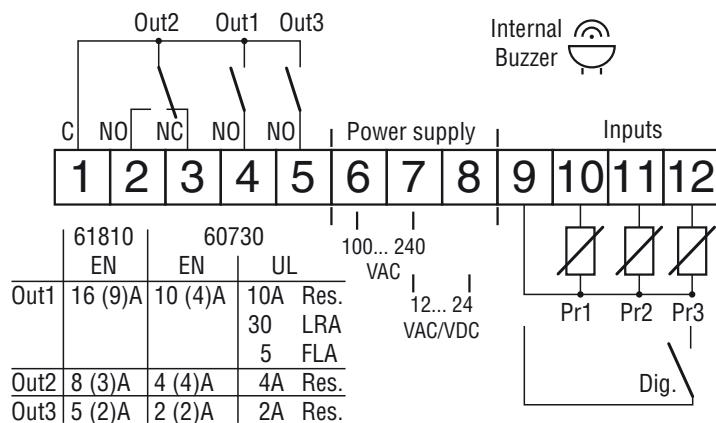 Out2 Out1 Out3
Internal
Buzzer
C NO NC NO NO Power supply Inputs
1 2 3 4 5 6 7 8 9 10 11 12
61810 60730
EN EN UL
100... 240
VAC
12... 24
VAC/VDC
Pr1 Pr2 Pr3
Dig.
Out1 16 (9)A 10 (4)A 10A Res.
30 LRA
5 FLA
Out2 8 (3)A 4 (4)A 4A Res.
Out3 5 (2)A 2 (2)A 2A Res.